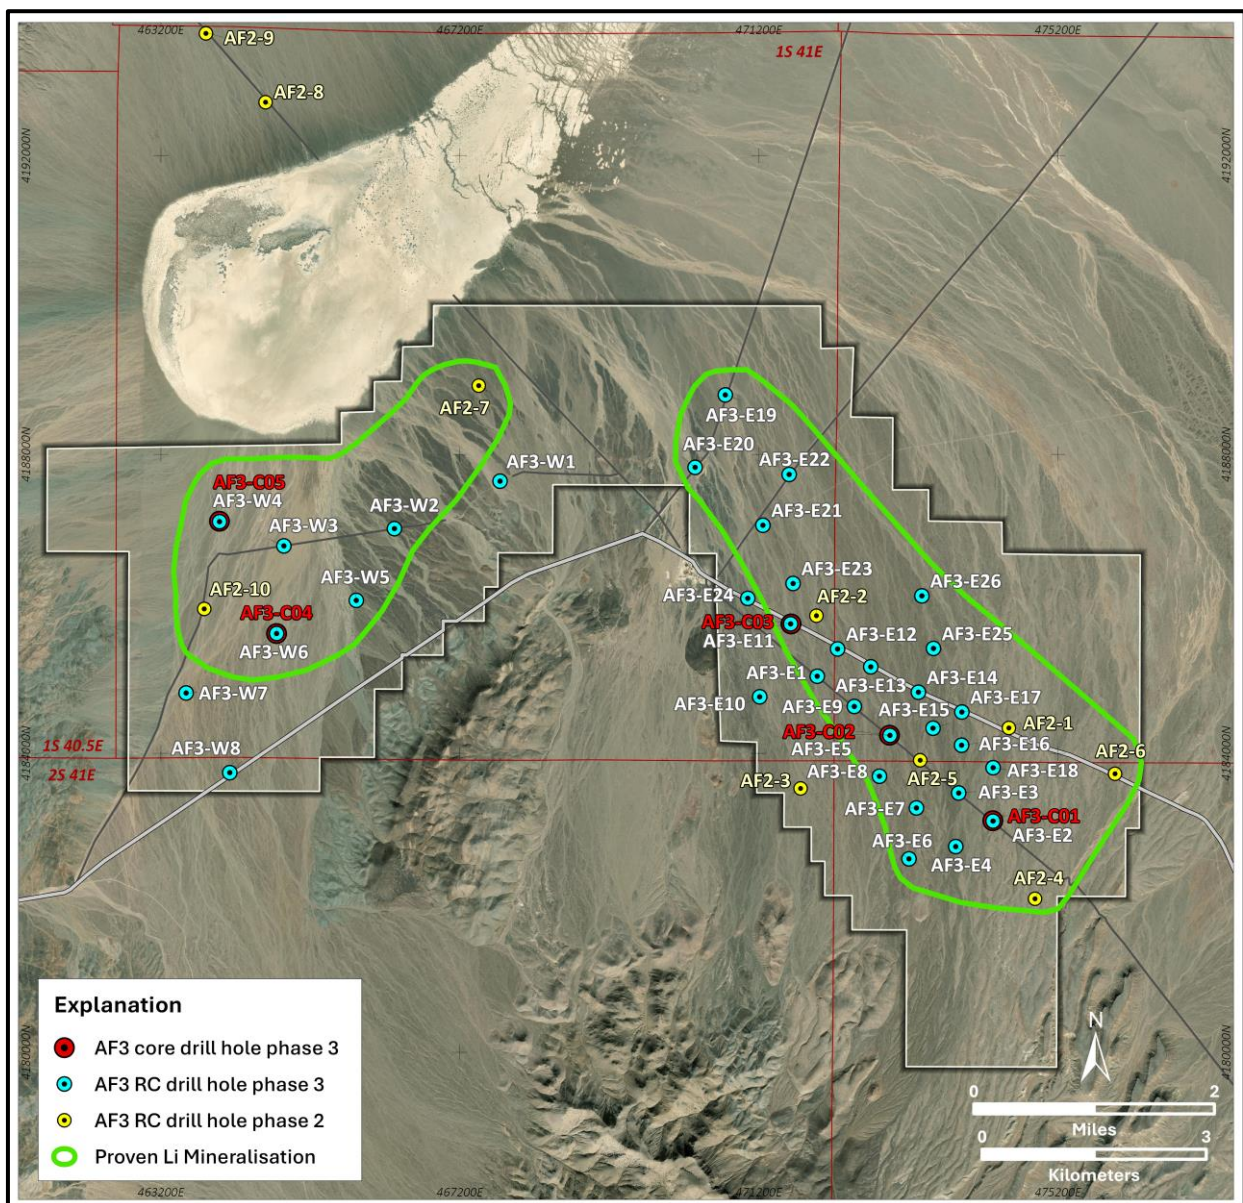 463200E
467200E
471200E
475200E
AF2-9
1S 41E
AF2-8
4192000N
4192000N
AF2-7
AF3-E19
4188000N
AF3-E20
4188000N
AF3-W1
AF3-E22
AF3-C05
AF3-W4
AF3-W2
AF3-E21
AF3-W3
AF3-W5
AF3-E23
AF3-E26
AF3-E24
AF2-10
AF2-2
AF3-C04
AF3-C03
AF3-E11
AF3-E12
AF3-E25
AF3-W6
AF3-E1
AF3-E14
AF3-W7
AF3-E13
AF3-E10
AF3-E9
AF3-E17
AF3-E15
AF2-1
AF3-C02
1S 40.5E
AF3-W8
AF3-E5
AF3-E16
AF2-6
4184000N
2S 41E
4184000N
AF2-3
AF3-E8
AF2-5
AF3-E18
AF3-E3
AF3-E7
AF3-C01
AF3-E2
AF3-E6
AF3-E4
AF2-4
Explanation
AF3 core drill hole phase 3
AF3 RC drill hole phase 3
AF3 RC drill hole phase 2
Proven Li Mineralisation
4180000N
N
4180000N
0 2
Miles
0 3
Kilometers
463200E
467200E
471200E
475200E